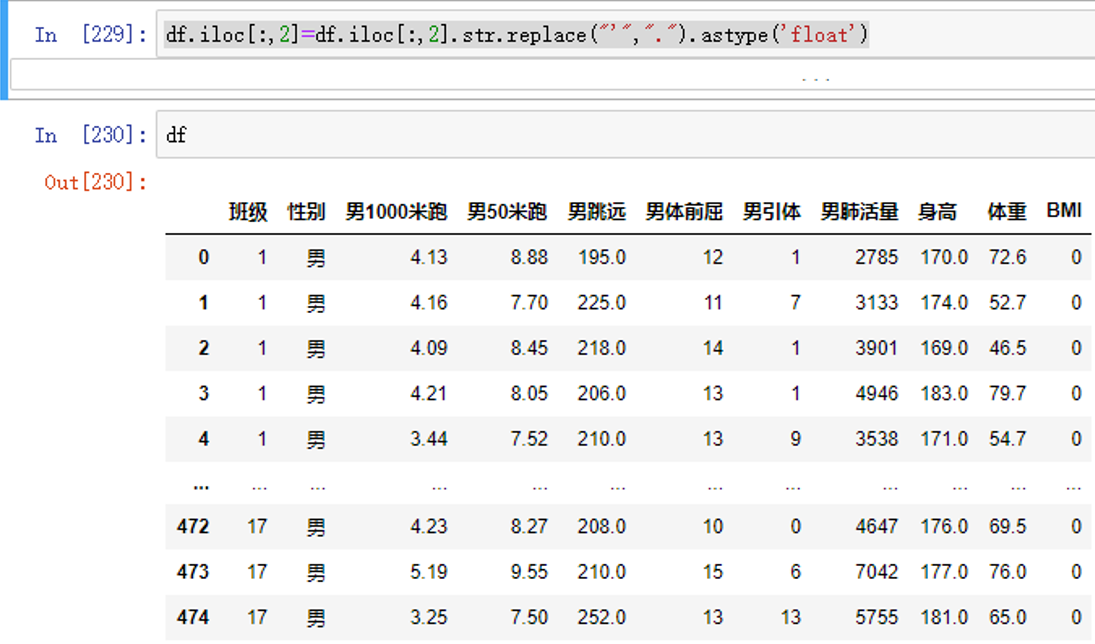 In [229]: df.iloc[:,2]=df.iloc[:,2].str.replace("'",".").astype('float')
...
In [230]: df
Out[230]:
班级 性别 男1000米跑 男50米跑 男跳远 男体前屈 男引体 男肺活量 身高 体重 BMI
0 1 男 4.13 8.88 195.0 12 1 2785 170.0 72.6 0
1 1 男 4.16 7.70 225.0 11 7 3133 174.0 52.7 0
2 1 男 4.09 8.45 218.0 14 1 3901 169.0 46.5 0
3 1 男 4.21 8.05 206.0 13 1 4946 183.0 79.7 0
4 1 男 3.44 7.52 210.0 13 9 3538 171.0 54.7 0
... ... ... ... ... ... ... ... ... ... ... ...
472 17 男 4.23 8.27 208.0 10 0 4647 176.0 69.5 0
473 17 男 5.19 9.55 210.0 15 6 7042 177.0 76.0 0
474 17 男 3.25 7.50 252.0 13 13 5755 181.0 65.0 0